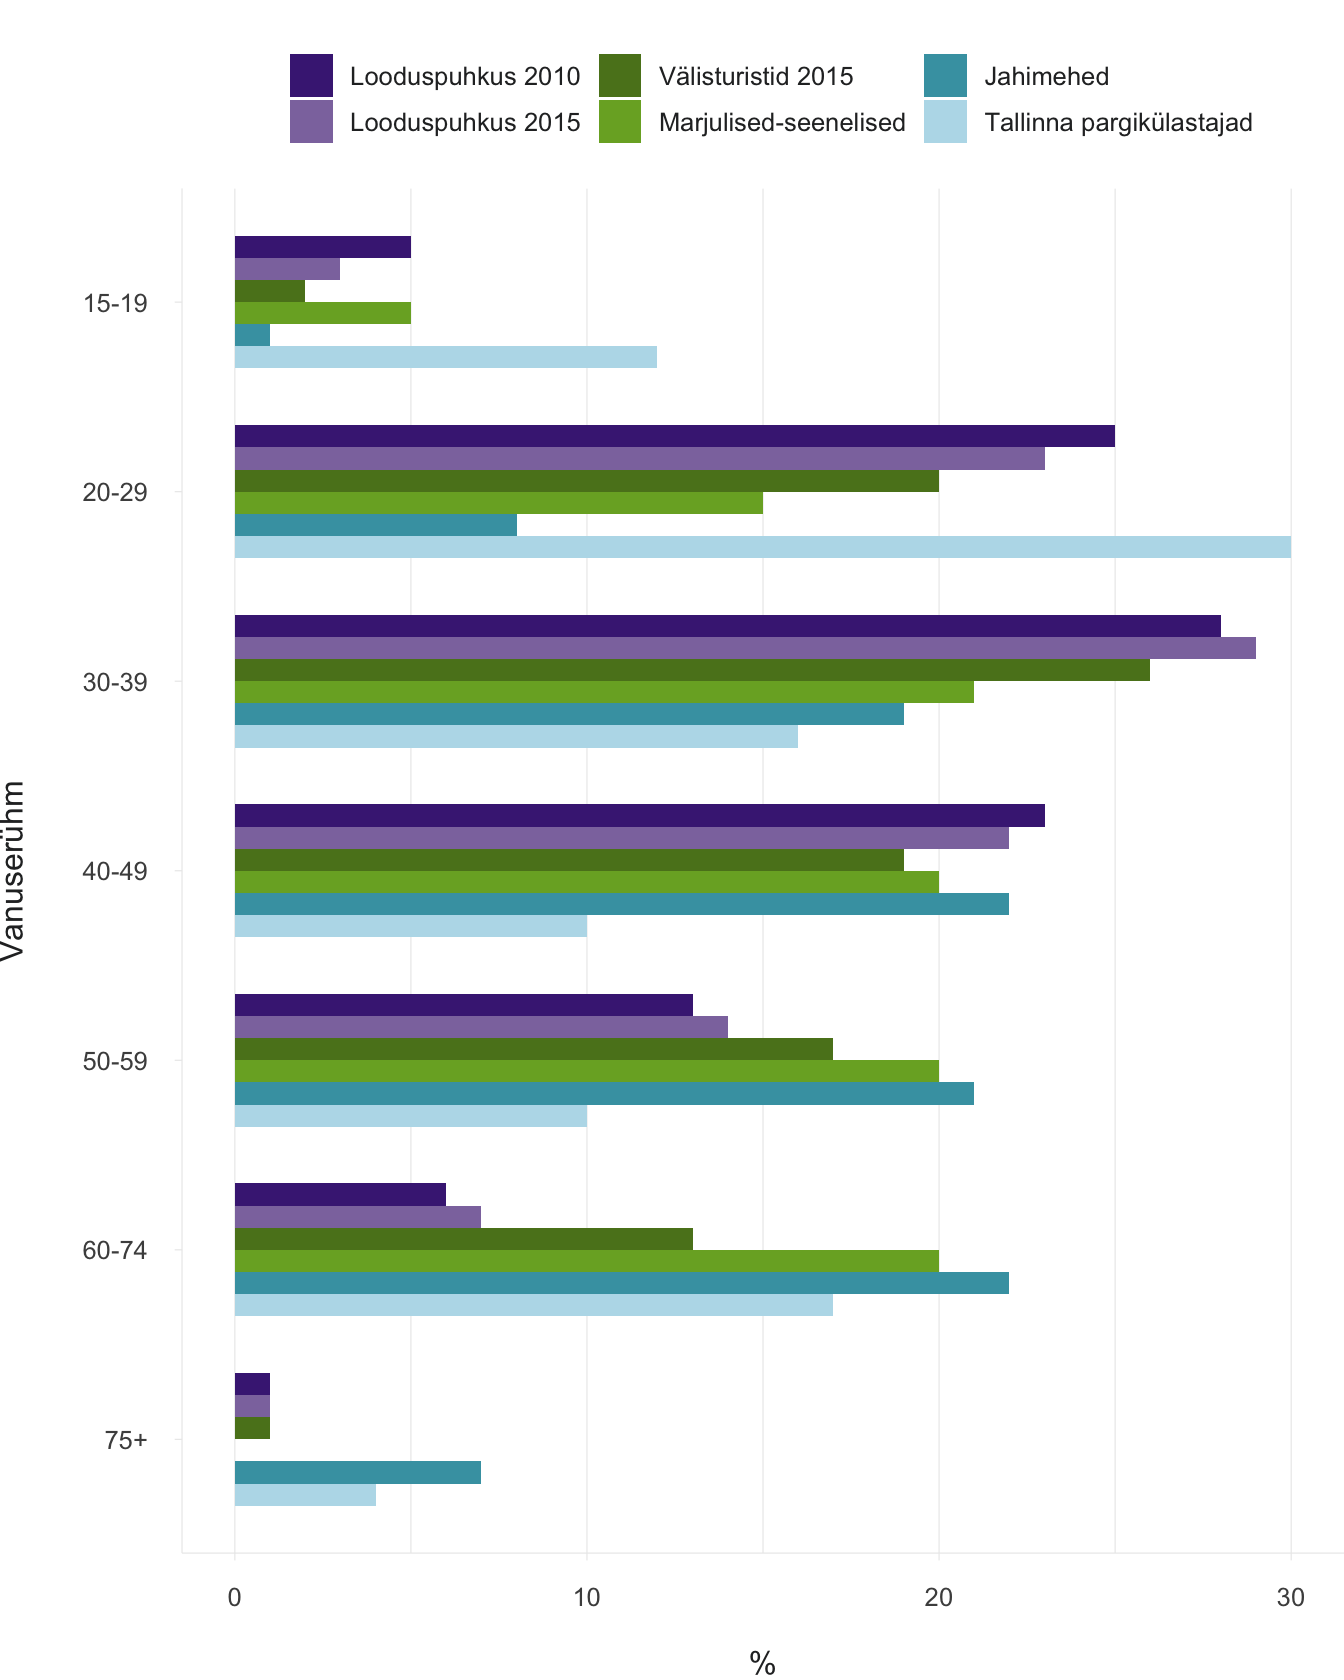 Looduspuhkus 2010
Välisturistid 2015
Jahimehed
Looduspuhkus 2015
Marjulised-seenelised
Tallinna pargikülastajad
Vanuserühm
15-19
20-29
30-39
40-49
50-59
60-74
75+
0 10 20 30
%